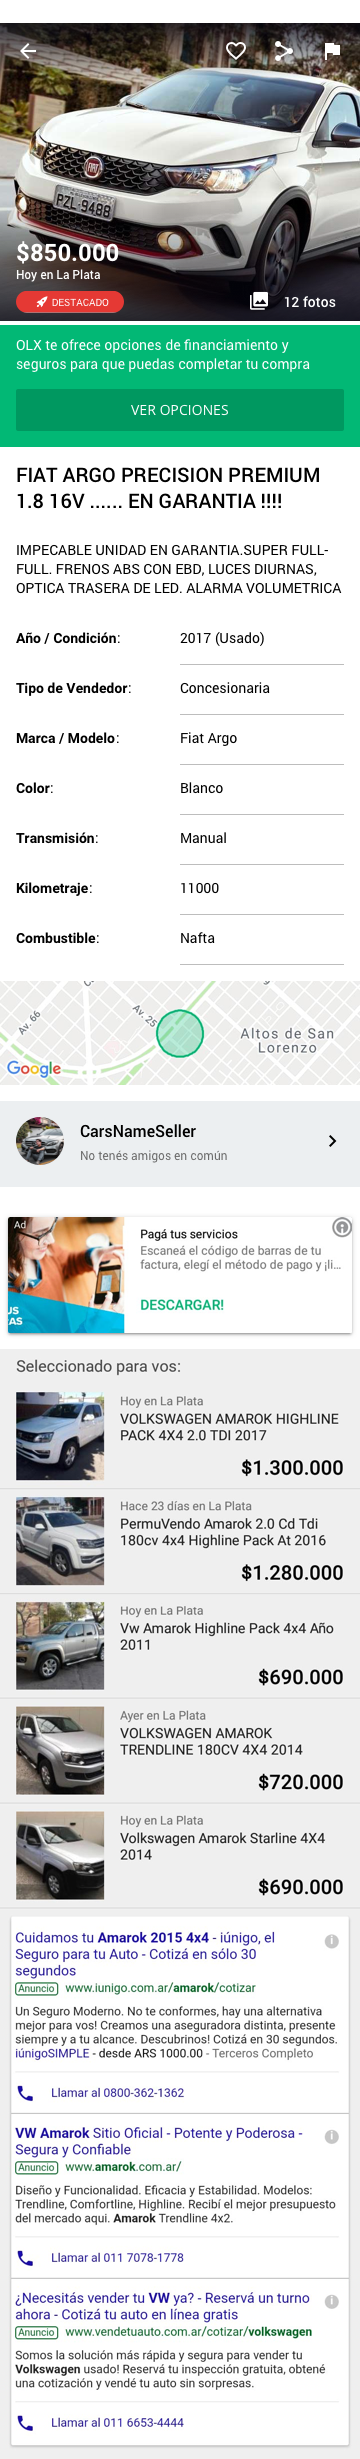 PZL-9488
$850.000
Hoy en La Plata
DESTACADO
12 fotos
OLX te ofrece opciones de financiamiento y
seguros para que puedas completar tu compra
VER OPCIONES
FIAT ARGO PRECISION PREMIUM
1.8 16V ...... EN GARANTIA !!!!
IMPECABLE UNIDAD EN GARANTIA.SUPER FULL-
FULL. FRENOS ABS CON EBD, LUCES DIURNAS,
OPTICA TRASERA DE LED. ALARMA VOLUMETRICA
Año / Condición: 2017 (Usado)
Tipo de Vendedor: Concesionaria
Marca / Modelo: Fiat Argo
Color: Blanco
Transmisión: Manual
Kilometraje: 11000
Combustible: Nafta
Av. 66
Av. 25
Altos de San
Lorenzo
Google
CarsNameSeller
No tenés amigos en común
Ad
Pagá tus servicios
Escaneá el código de barras de tu
factura, elegí el método de pago y ¡li...
DESCARGAR!
Seleccionado para vos:
Hoy en La Plata
VOLKSWAGEN AMAROK HIGHLINE
PACK 4X4 2.0 TDI 2017
$1.300.000
Hace 23 días en La Plata
PermuVendo Amarok 2.0 Cd Tdi
180cv 4x4 Highline Pack At 2016
$1.280.000
Hoy en La Plata
Vw Amarok Highline Pack 4x4 Año
2011
$690.000
Ayer en La Plata
VOLKSWAGEN AMAROK
TRENDLINE 180CV 4X4 2014
$720.000
Hoy en La Plata
Volkswagen Amarok Starline 4X4
2014
$690.000
Cuidamos tu Amarok 2015 4x4 - iúnigo, el
Seguro para tu Auto - Cotizá en sólo 30
segundos
Anuncio www.iunigo.com.ar/amarok/cotizar
Un Seguro Moderno. No te conformes, hay una alternativa
mejor para vos! Creamos una aseguradora distinta, presente
siempre y a tu alcance. Descubrinos! Cotizá en 30 segundos.
iúnigoSIMPLE - desde ARS 1000.00 - Terceros Completo
Llamar al 0800-362-1362
VW Amarok Sitio Oficial - Potente y Poderosa -
Segura y Confiable
Anuncio www.amarok.com.ar/
Diseño y Funcionalidad. Eficacia y Estabilidad. Modelos:
Trendline, Comfortline, Highline. Recibí el mejor presupuesto
del mercado aqui. Amarok Trendline 4x2.
Llamar al 011 7078-1778
¿Necesitás vender tu VW ya? - Reservá un turno
ahora - Cotizá tu auto en línea gratis
Anuncio www.vendetuauto.com.ar/cotizar/volkswagen
Somos la solución más rápida y segura para vender tu
Volkswagen usado! Reservá tu inspección gratuita, obtené
una cotización y vendé tu auto sin sorpresas.
Llamar al 011 6653-4444